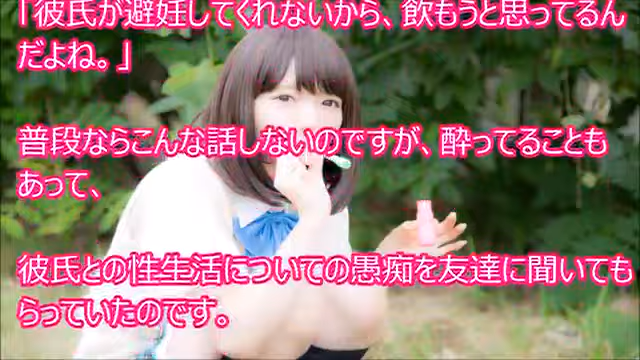 「彼氏が避妊してくれないから、飲もうと思ってるん
だよね。」
普段ならこんな話しないのですが、酔ってることも
あって、
彼氏との性生活についての愚痴を友達に聞いても
らっていたのです。